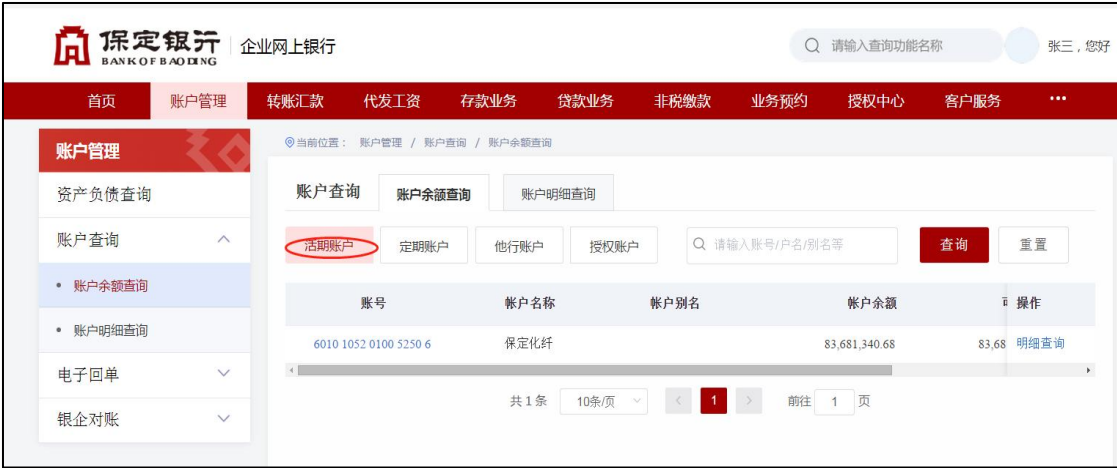 保定银行 企业网上银行 请输入查询功能名称 张三，您好
BANK OF BAODING
首页 账户管理 转账汇款 代发工资 存款业务 贷款业务 非税缴款 业务预约 授权中心 客户服务 •••
账户管理
资产负债查询
账户查询
• 账户余额查询
• 账户明细查询
电子回单
银企对账
当前位置： 账户管理 / 账户查询 / 账户余额查询
账户查询 账户余额查询 账户明细查询
活期账户 定期账户 他行账户 授权账户 请输入账号/户名/别名等 查询 重置
账号 帐户名称 帐户别名 帐户余额 操作
6010 1052 0100 5250 6 保定化纤 83,681,340.68 83,68 明细查询
共 1 条 10条/页 < 1 > 前往 1 页